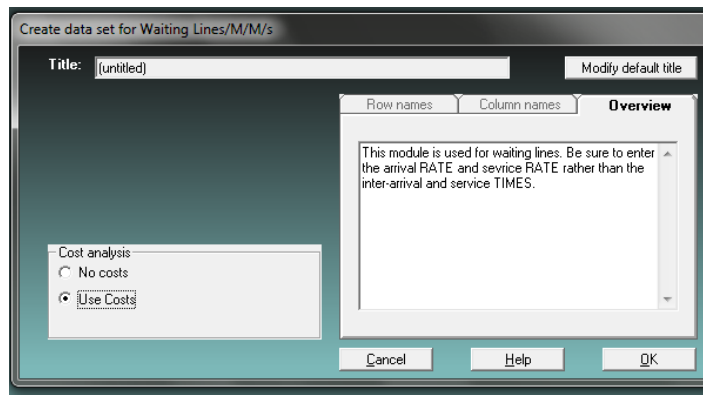 Create data set for Waiting Lines/M/M/s
Title: (untitled)
Modify default title
Row names Column names Overview
This module is used for waiting lines. Be sure to enter
the arrival RATE and sevrice RATE rather than the
inter-arrival and service TIMES.
Cost analysis
No costs
Use Costs
Cancel Help OK